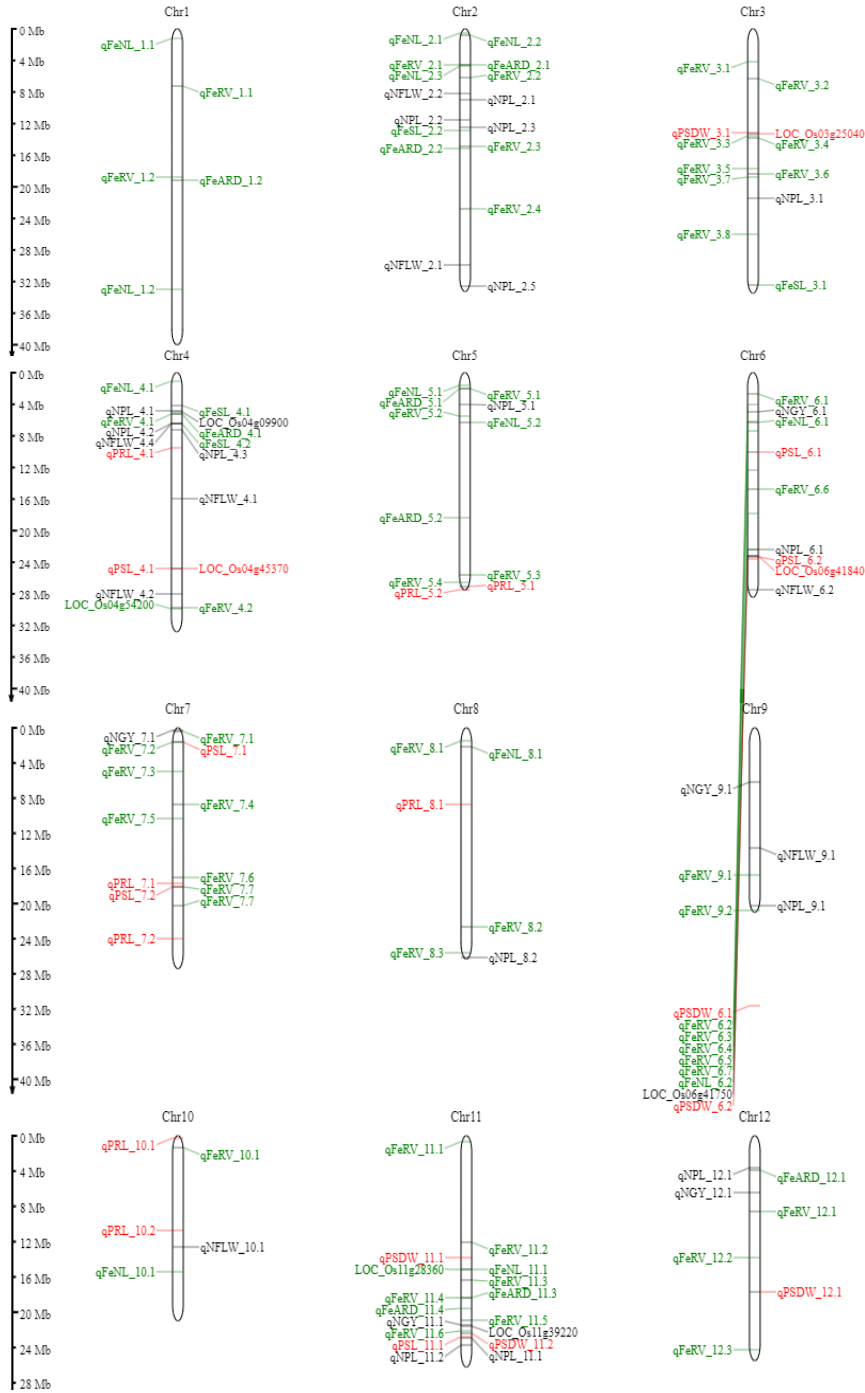 Chr1
Chr2
Chr3
0 Mb
4 Mb
8 Mb
12 Mb
16 Mb
20 Mb
24 Mb
28 Mb
32 Mb
36 Mb
40 Mb
qFeNL_1.1
qFeRV_1.1
qFeRV_1.2
qFeARD_1.2
qFeNL_1.2
qFeNL_2.1
qFeNL_2.2
qFeRV_2.1
qFeARD_2.1
qFeNL_2.3
qFeRV_2.2
qNFLW_2.2
qNPL_2.1
qNPL_2.2
qNPL_2.3
qFeSL_2.2
qFeARD_2.2
qFeRV_2.3
qFeRV_2.4
qNFLW_2.1
qNPL_2.5
qFeRV_3.1
qFeRV_3.2
qPSDW_3.1
LOC_Os03g25040
qFeRV_3.3
qFeRV_3.4
qFeRV_3.5
qFeRV_3.6
qFeRV_3.7
qNPL_3.1
qFeRV_3.8
qFeSL_3.1
Chr4
Chr5
Chr6
0 Mb
4 Mb
8 Mb
12 Mb
16 Mb
20 Mb
24 Mb
28 Mb
32 Mb
36 Mb
40 Mb
qFeNL_4.1
qNPL_4.1
qFeSL_4.1
qFeRV_4.1
LOC_Os04g09900
qNPL_4.2
qFeARD_4.1
qNFLW_4.4
qFeSL_4.2
qPRL_4.1
qNPL_4.3
qNFLW_4.1
qPSL_4.1
LOC_Os04g45370
qNFLW_4.2
LOC_Os04g54200
qFeRV_4.2
qFeNL_5.1
qFeRV_5.1
qFeARD_5.1
qNPL_5.1
qFeRV_5.2
qFeNL_5.2
qFeARD_5.2
qFeRV_5.3
qFeRV_5.4
qPRL_5.1
qPRL_5.2
qFeRV_6.1
qNGY_6.1
qFeNL_6.1
qPSL_6.1
qFeRV_6.6
qNPL_6.1
qPSL_6.2
LOC_Os06g41840
qNFLW_6.2
Chr7
Chr8
Chr9
0 Mb
4 Mb
8 Mb
12 Mb
16 Mb
20 Mb
24 Mb
28 Mb
32 Mb
36 Mb
40 Mb
qNGY_7.1
qFeRV_7.1
qFeRV_7.2
qPSL_7.1
qFeRV_7.3
qFeRV_7.4
qFeRV_7.5
qFeRV_7.6
qPRL_7.1
qFeRV_7.7
qPSL_7.2
qFeRV_7.7
qPRL_7.2
qFeRV_8.1
qFeNL_8.1
qPRL_8.1
qFeRV_8.2
qFeRV_8.3
qNPL_8.2
qNGY_9.1
qNFLW_9.1
qFeRV_9.1
qNPL_9.1
qFeRV_9.2
qPSDW_6.1
qFeRV_6.2
qFeRV_6.3
qFeRV_6.4
qFeRV_6.5
qFeRV_6.7
qFeNL_6.2
LOC_Os06g41750
qPSDW_6.2
Chr10
Chr11
Chr12
0 Mb
4 Mb
8 Mb
12 Mb
16 Mb
20 Mb
24 Mb
28 Mb
qPRL_10.1
qFeRV_10.1
qPRL_10.2
qNFLW_10.1
qFeNL_10.1
qFeRV_11.1
qFeRV_11.2
qPSDW_11.1
LOC_Os11g28360
qFeNL_11.1
qFeRV_11.3
qFeARD_11.3
qFeRV_11.4
qFeARD_11.4
qFeRV_11.5
qNGY_11.1
LOC_Os11g39220
qFeRV_11.6
qPSDW_11.2
qPSL_11.1
qNPL_11.1
qNPL_11.2
qNPL_12.1
qFeARD_12.1
qNGY_12.1
qFeRV_12.1
qFeRV_12.2
qPSDW_12.1
qFeRV_12.3